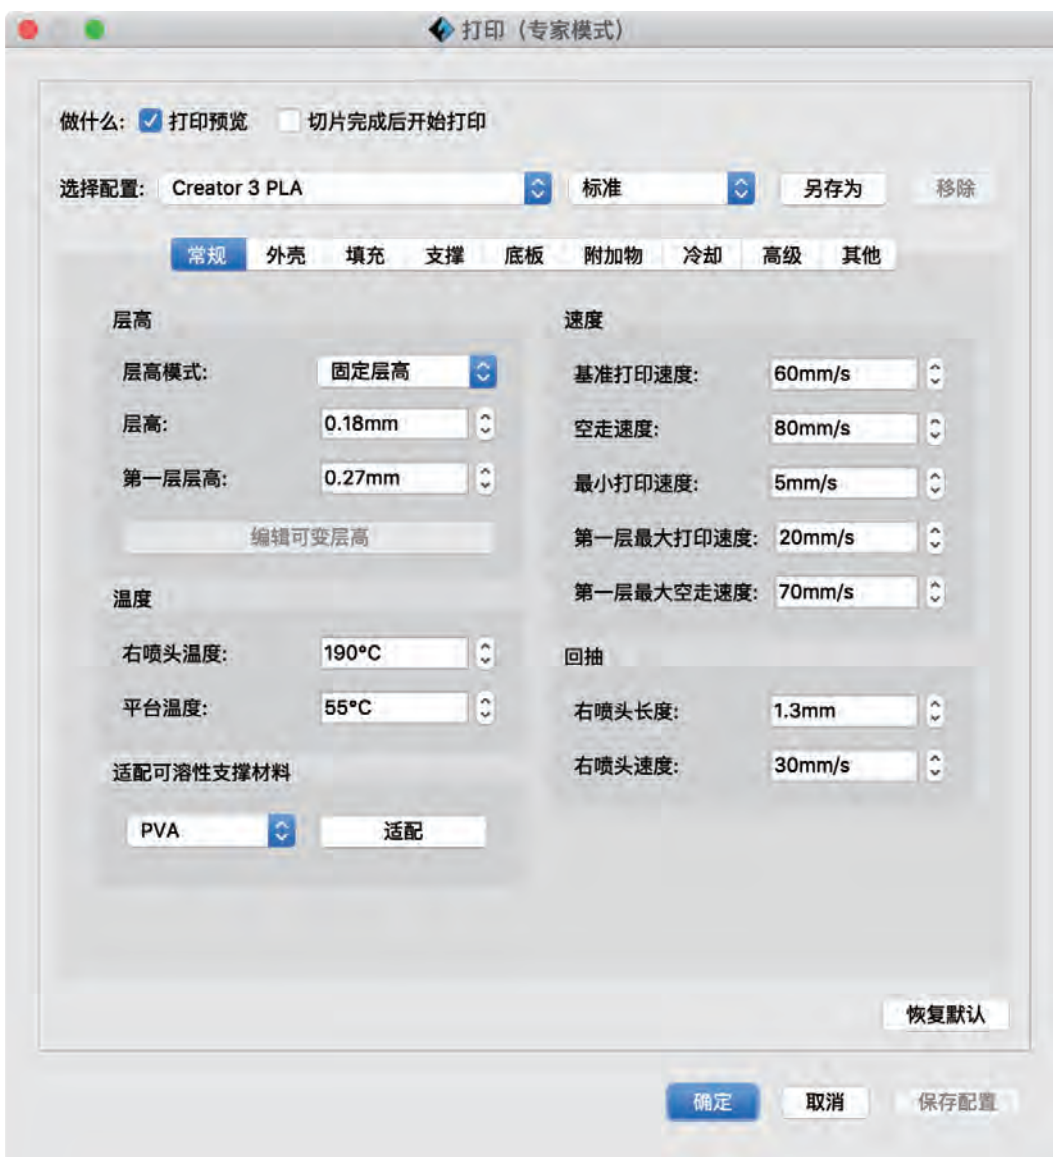 打印（专家模式）
做什么: 打印预览 切片完成后开始打印
选择配置: Creator 3 PLA 标准 另存为 移除
常规 外壳 填充 支撑 底板 附加物 冷却 高级 其他
层高
层高模式: 固定层高
层高: 0.18mm
第一层层高: 0.27mm
编辑可变层高
温度
右喷头温度: 190°C
平台温度: 55°C
适配可溶性支撑材料
PVA 适配
速度
基准打印速度: 60mm/s
空走速度: 80mm/s
最小打印速度: 5mm/s
第一层最大打印速度: 20mm/s
第一层最大空走速度: 70mm/s
回抽
右喷头长度: 1.3mm
右喷头速度: 30mm/s
恢复默认
确定 取消 保存配置